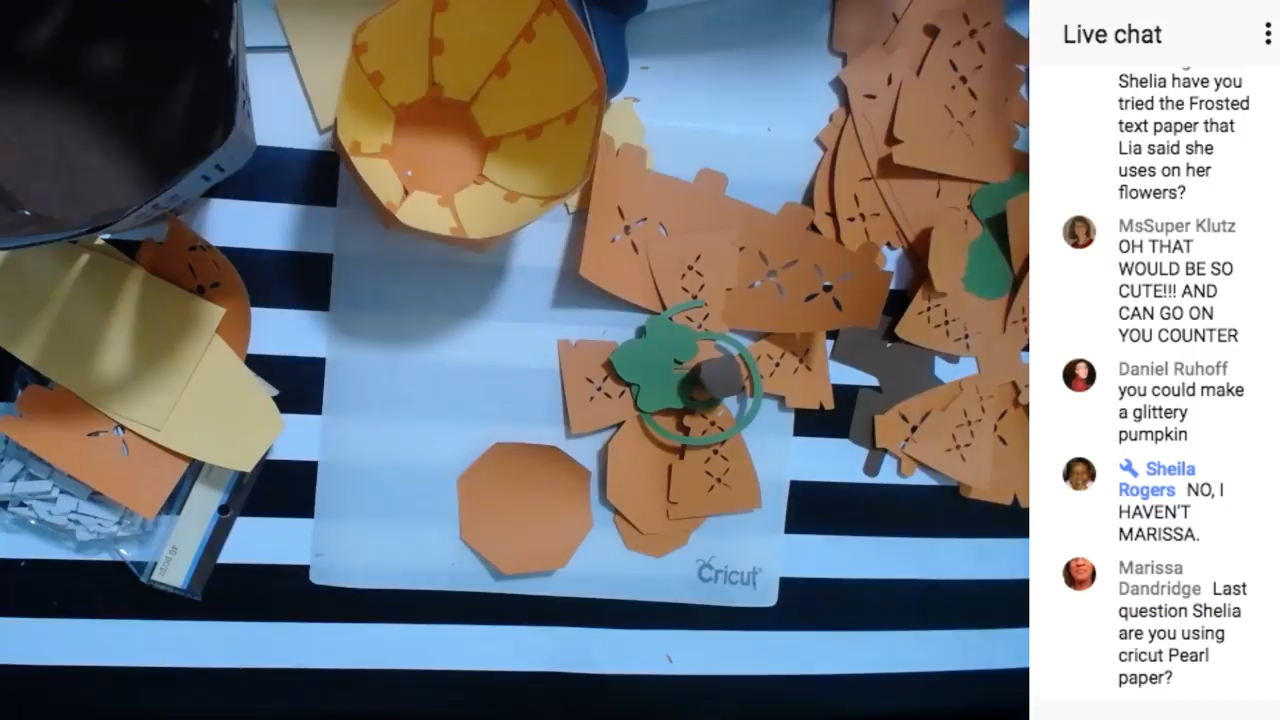 Live chat
Shelia have you
tried the Frosted
text paper that
Lia said she
uses on her
flowers?
MsSuper Klutz
OH THAT
WOULD BE SO
CUTE!!! AND
CAN GO ON
YOU COUNTER
Daniel Ruhoff
you could make
a glittery
pumpkin
Sheila
Rogers NO, I
HAVEN'T
MARISSA.
Marissa
Dandridge Last
question Shelia
are you using
cricut Pearl
paper?
Cricut